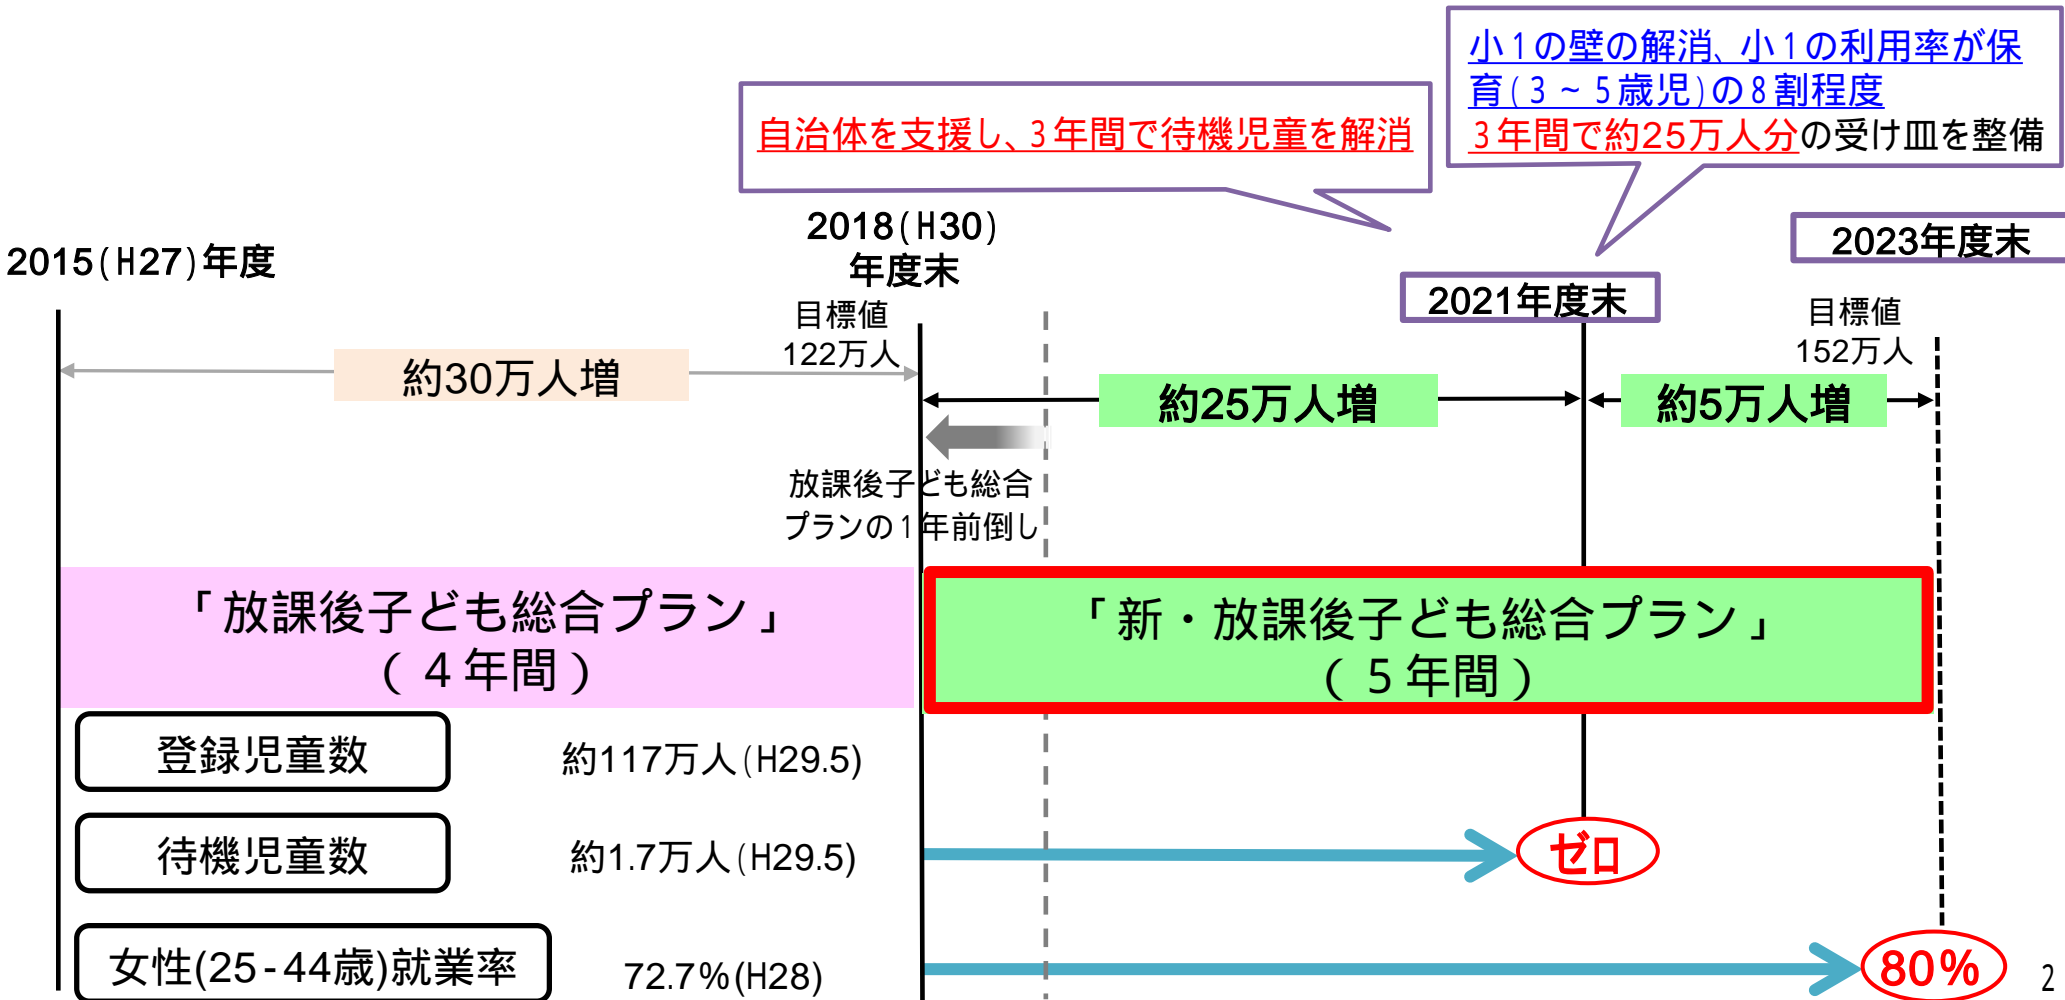 小1の壁の解消、小1の利用率が保
育(3～5歳児)の8割程度
3年間で約25万人分の受け皿を整備
自治体を支援し、3年間で待機児童を解消
2015(H27)年度
2018(H30)
年度末
2023年度末
2021年度末
目標値
122万人
目標値
152万人
約30万人増
約25万人増
約5万人増
放課後子ども総合
プランの1年前倒し
「放課後子ども総合プラン」
(4年間)
「新・放課後子ども総合プラン」
(5年間)
登録児童数
約117万人(H29.5)
待機児童数
約1.7万人(H29.5)
ゼロ
女性(25-44歳)就業率
72.7%(H28)
80%
2